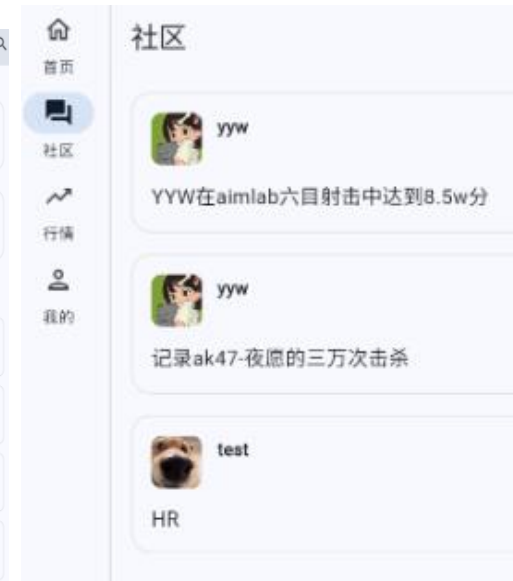 首页
社区
行情
我的
社区
yyw
YYW在aimlab六目射击中达到8.5w分
yyw
记录ak47-夜愿的三万次击杀
test
HR